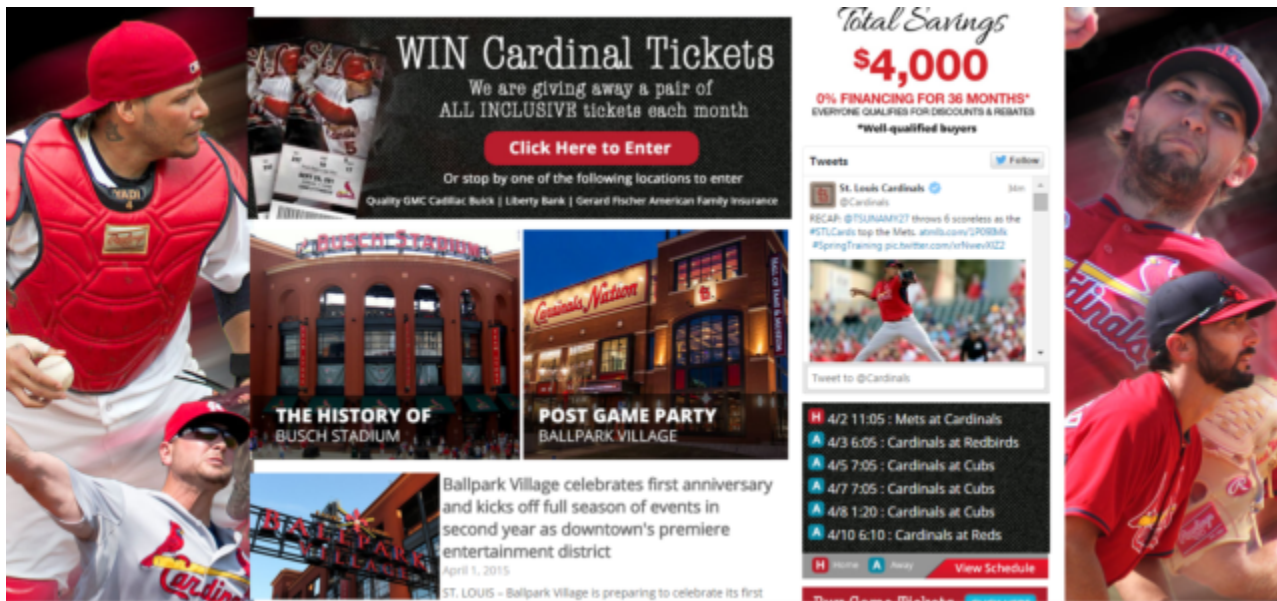 YADI
4
WIN Cardinal Tickets
We are giving away a pair of
ALL INCLUSIVE tickets each month
Click Here to Enter
Or stop by one of the following locations to enter
Quality GMC Cadillac Buick | Liberty Bank | Gerard Fischer American Family Insurance
BUSCH STADIUM
THE HISTORY OF
BUSCH STADIUM
Cardinals Nation
HALL OF FAME & MUSEUM
POST GAME PARTY
BALLPARK VILLAGE
BALLPARK
VILLAGE
Ballpark Village celebrates first anniversary
and kicks off full season of events in
second year as downtown's premiere
entertainment district
April 1, 2015
ST. LOUIS – Ballpark Village is preparing to celebrate its first
Total Savings
$4,000
0% FINANCING FOR 36 MONTHS*
EVERYONE QUALIFIES FOR DISCOUNTS & REBATES
*Well-qualified buyers
Tweets
Follow
St. Louis Cardinals
34m
@Cardinals
RECAP: @TSUNAMY27 throws 6 scoreless as the
#STLCards top the Mets.
#SpringTraining
Tweet to @Cardinals
H 4/2 11:05 : Mets at Cardinals
A 4/3 6:05 : Cardinals at Redbirds
A 4/5 7:05 : Cardinals at Cubs
A 4/7 7:05 : Cardinals at Cubs
A 4/8 1:20 : Cardinals at Cubs
A 4/10 6:10 : Cardinals at Reds
H Home A Away
View Schedule
Cardinals